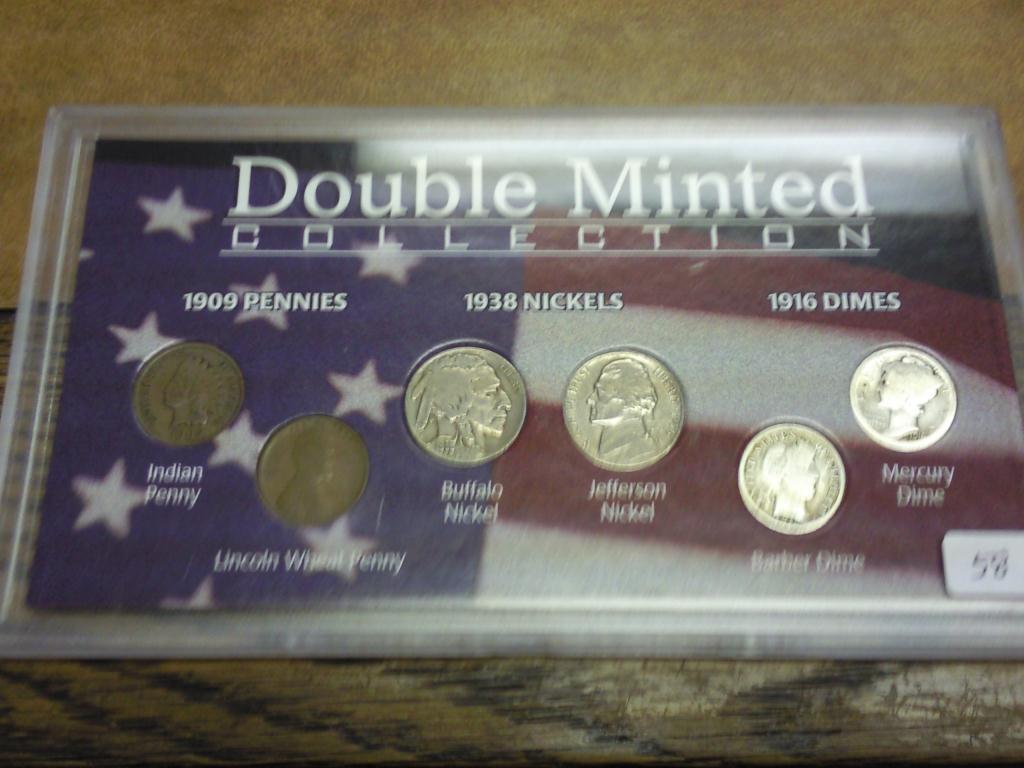 Double Minted
COLLECTION
1909 PENNIES
1938 NICKELS
1916 DIMES
Indian
Penny
Lincoln Wheat Penny
Buffalo
Nickel
Jefferson
Nickel
Barber Dime
Mercury
Dime
58